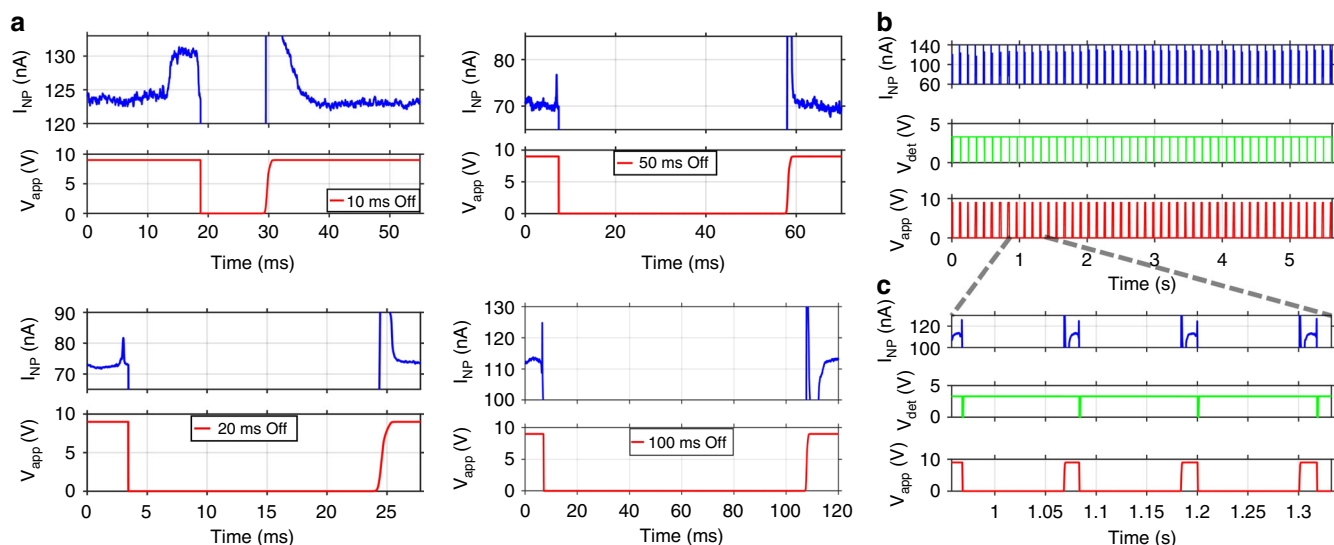 a
I_NP (nA)
130
125
120
V_app (V)
10
5
0
10 ms Off
0 10 20 30 40 50
Time (ms)
I_NP (nA)
80
70
V_app (V)
10
5
0
50 ms Off
0 20 40 60
Time (ms)
I_NP (nA)
90
80
70
V_app (V)
10
5
0
20 ms Off
0 5 10 15 20 25
Time (ms)
I_NP (nA)
130
120
110
100
V_app (V)
10
5
0
100 ms Off
0 20 40 60 80 100 120
Time (ms)
b
I_NP (nA)
140
100
60
V_det (V)
5
0
V_app (V)
10
0
0 1 2 3 4 5
Time (s)
c
I_NP (nA)
120
100
V_det (V)
5
0
V_app (V)
10
5
0
1 1.05 1.1 1.15 1.2 1.25 1.3
Time (s)